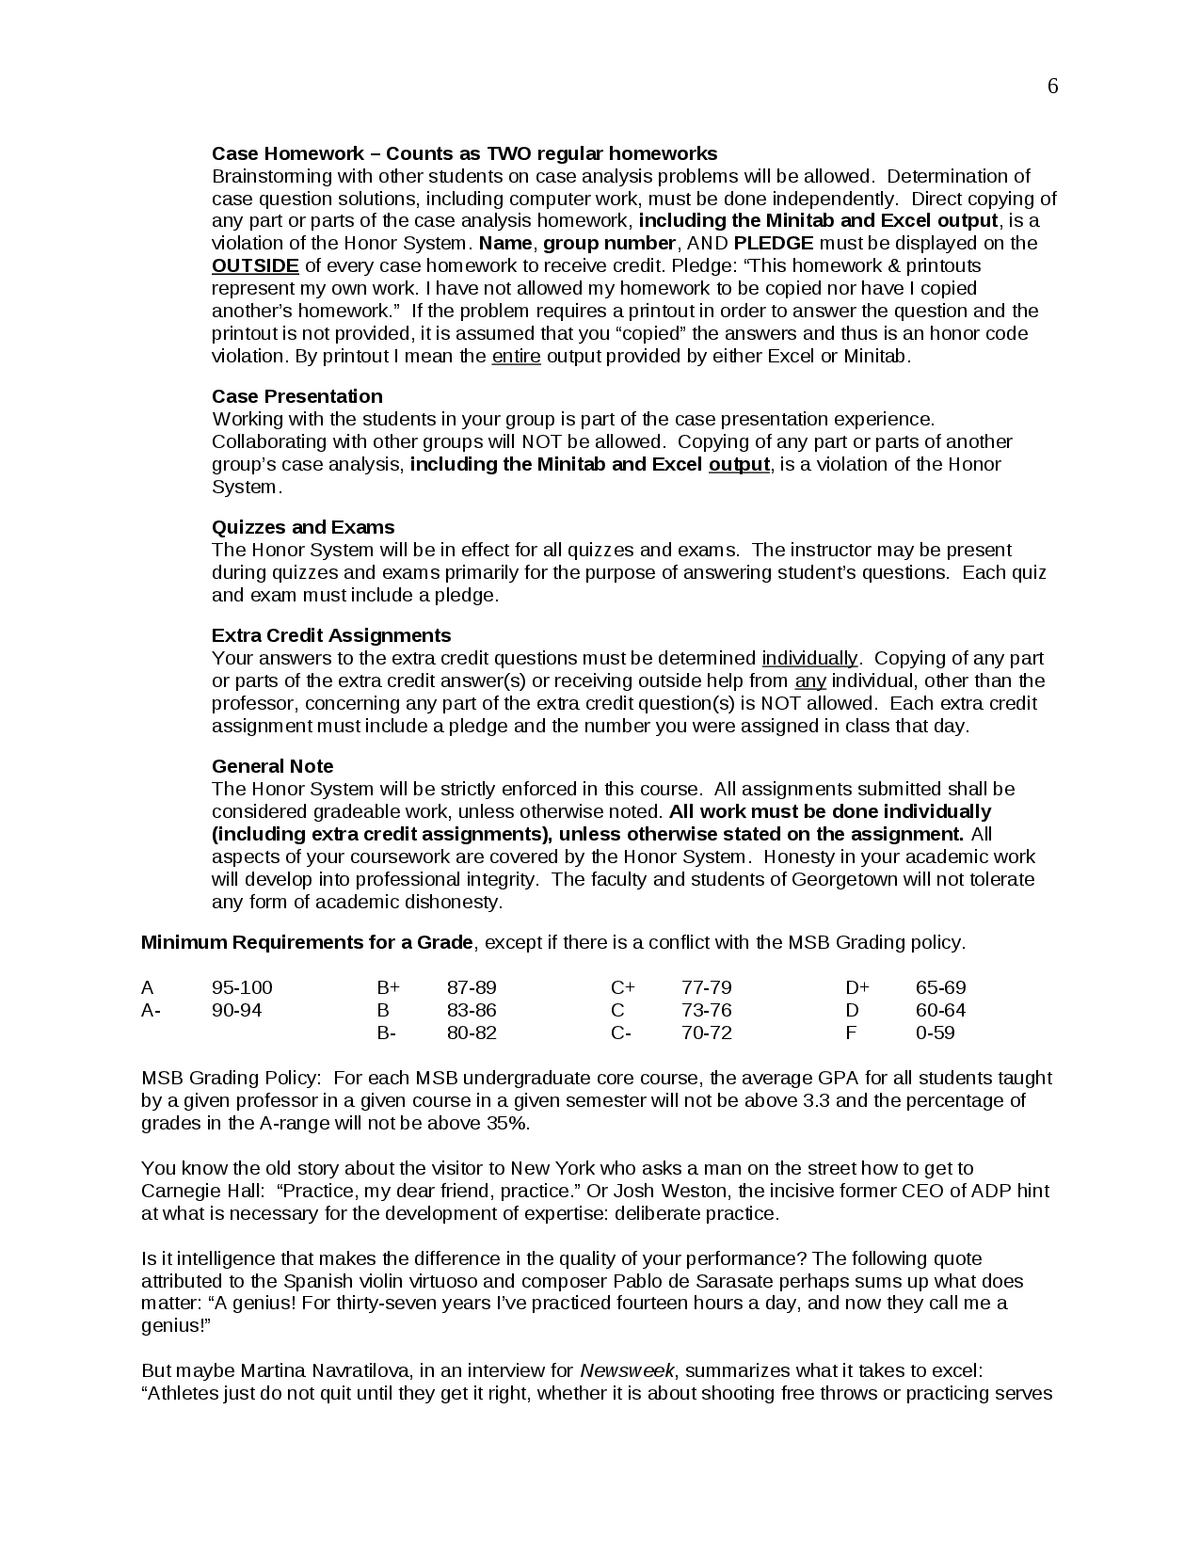 6
Case Homework – Counts as TWO regular homeworks
Brainstorming with other students on case analysis problems will be allowed.  Determination of
case question solutions, including computer work, must be done independently.  Direct copying of
any part or parts of the case analysis homework, including the Minitab and Excel output, is a
violation of the Honor System. Name, group number, AND PLEDGE must be displayed on the
OUTSIDE of every case homework to receive credit. Pledge: “This homework & printouts
represent my own work. I have not allowed my homework to be copied nor have I copied
another’s homework.”  If the problem requires a printout in order to answer the question and the
printout is not provided, it is assumed that you “copied” the answers and thus is an honor code
violation. By printout I mean the entire output provided by either Excel or Minitab.
Case Presentation
Working with the students in your group is part of the case presentation experience.
Collaborating with other groups will NOT be allowed.  Copying of any part or parts of another
group’s case analysis, including the Minitab and Excel output, is a violation of the Honor
System.
Quizzes and Exams
The Honor System will be in effect for all quizzes and exams.  The instructor may be present
during quizzes and exams primarily for the purpose of answering student’s questions.  Each quiz
and exam must include a pledge.
Extra Credit Assignments
Your answers to the extra credit questions must be determined individually.  Copying of any part
or parts of the extra credit answer(s) or receiving outside help from any individual, other than the
professor, concerning any part of the extra credit question(s) is NOT allowed.  Each extra credit
assignment must include a pledge and the number you were assigned in class that day.
General Note
The Honor System will be strictly enforced in this course.  All assignments submitted shall be
considered gradeable work, unless otherwise noted. All work must be done individually
(including extra credit assignments), unless otherwise stated on the assignment. All
aspects of your coursework are covered by the Honor System.  Honesty in your academic work
will develop into professional integrity.  The faculty and students of Georgetown will not tolerate
any form of academic dishonesty.
Minimum Requirements for a Grade, except if there is a conflict with the MSB Grading policy.
A 95-100 B+ 87-89 C+ 77-79 D+ 65-69
A- 90-94 B 83-86 C 73-76 D 60-64
B- 80-82 C- 70-72 F 0-59
MSB Grading Policy:  For each MSB undergraduate core course, the average GPA for all students taught
by a given professor in a given course in a given semester will not be above 3.3 and the percentage of
grades in the A-range will not be above 35%.
You know the old story about the visitor to New York who asks a man on the street how to get to
Carnegie Hall:  “Practice, my dear friend, practice.” Or Josh Weston, the incisive former CEO of ADP hint
at what is necessary for the development of expertise: deliberate practice.
Is it intelligence that makes the difference in the quality of your performance? The following quote
attributed to the Spanish violin virtuoso and composer Pablo de Sarasate perhaps sums up what does
matter: “A genius! For thirty-seven years I’ve practiced fourteen hours a day, and now they call me a
genius!”
But maybe Martina Navratilova, in an interview for Newsweek, summarizes what it takes to excel:
“Athletes just do not quit until they get it right, whether it is about shooting free throws or practicing serves